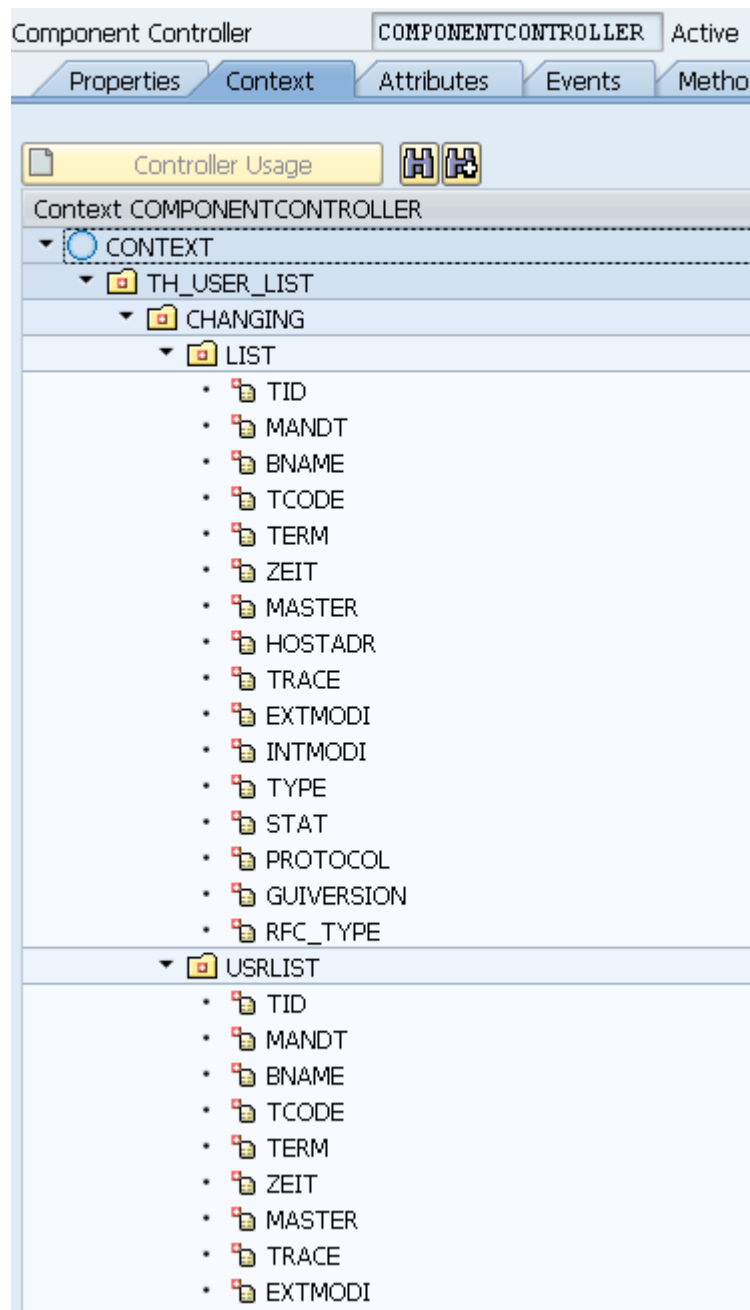 Component Controller COMPONENTCONTROLLER Active
Properties Context Attributes Events Metho
Controller Usage
Context COMPONENTCONTROLLER
CONTEXT
TH_USER_LIST
CHANGING
LIST
TID
MANDT
BNAME
TCODE
TERM
ZEIT
MASTER
HOSTADR
TRACE
EXTMODI
INTMODI
TYPE
STAT
PROTOCOL
GUIVERSION
RFC_TYPE
USRLIST
TID
MANDT
BNAME
TCODE
TERM
ZEIT
MASTER
TRACE
EXTMODI